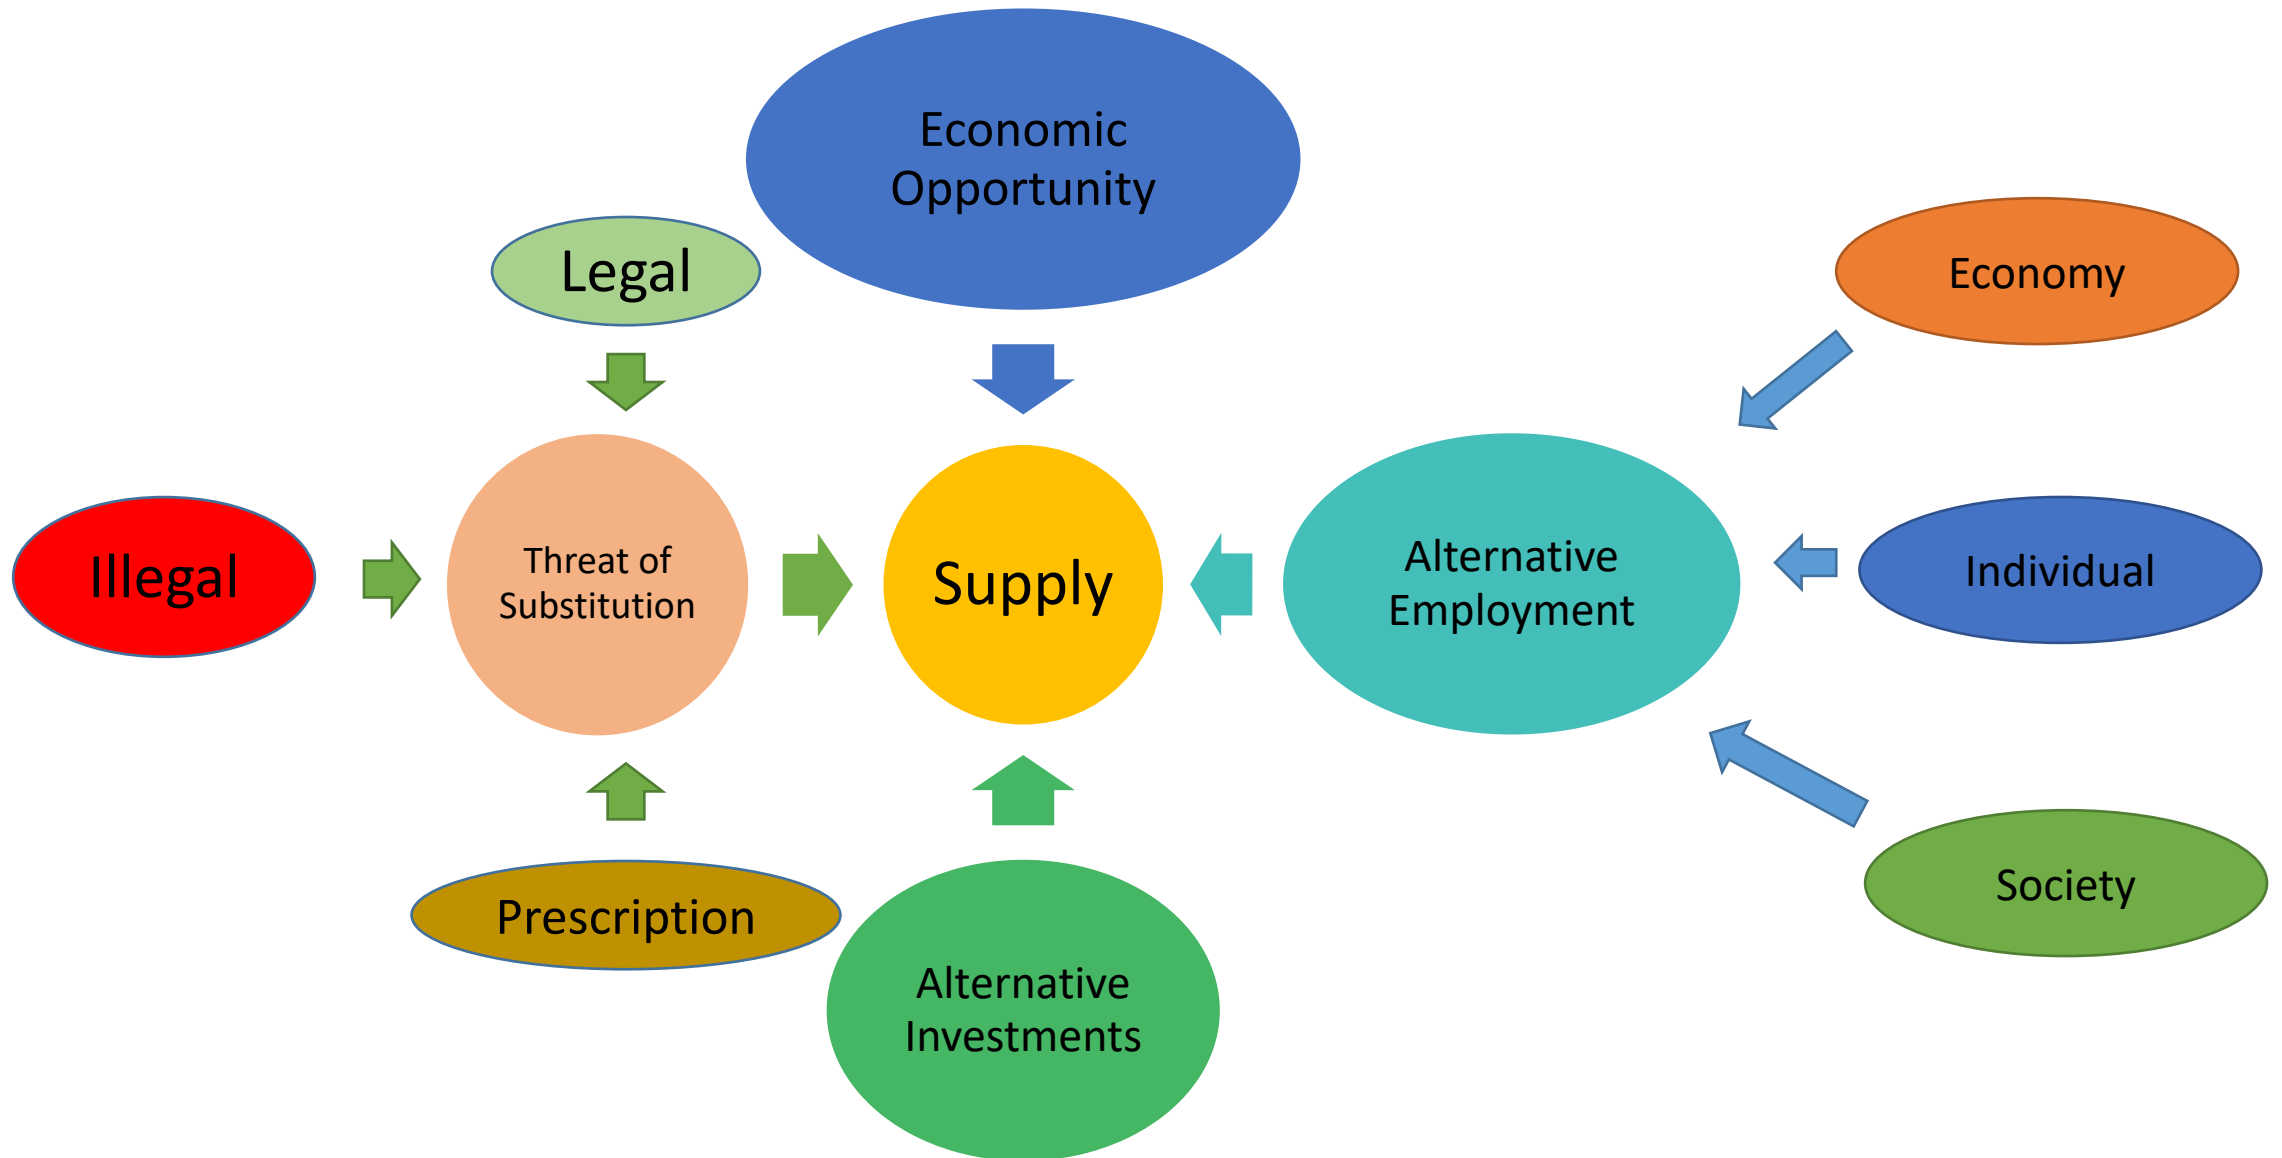 Economic
Opportunity
Legal
Economy
Illegal
Threat of
Substitution
Supply
Alternative
Employment
Individual
Prescription
Alternative
Investments
Society